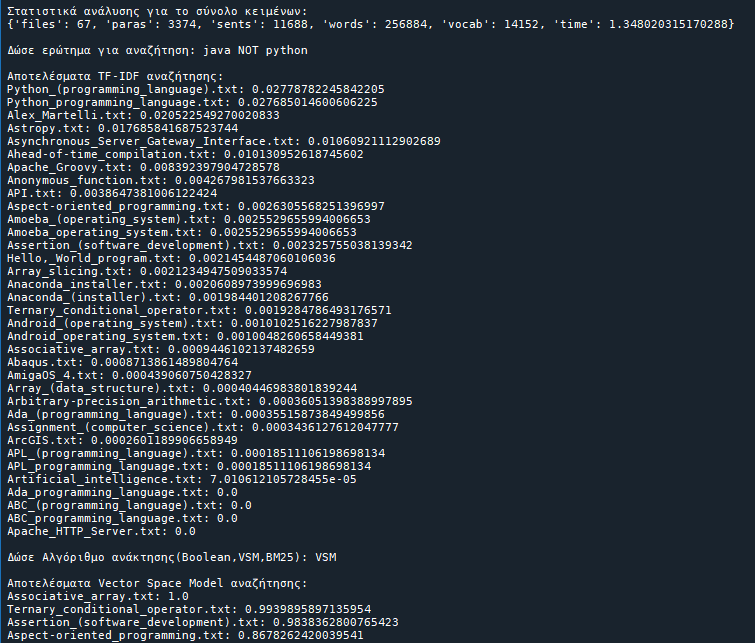 Στατιστικά ανάλυσης για το σύνολο κειμένων:
{'files': 67, 'paras': 3374, 'sents': 11688, 'words': 256884, 'vocab': 14152, 'time': 1.348020315170288}
Δώσε ερώτημα για αναζήτηση: java NOT python
Αποτελέσματα TF-IDF αναζήτησης:
Python_(programming_language).txt: 0.02778782245842205
Python_programming_language.txt: 0.027685014600606225
Alex_Martelli.txt: 0.020522549270020833
Astropy.txt: 0.017685841687523744
Asynchronous_Server_Gateway_Interface.txt: 0.01060921112902689
Ahead-of-time_compilation.txt: 0.010130952618745602
Apache_Groovy.txt: 0.008392397904728578
Anonymous_function.txt: 0.004267981537663323
API.txt: 0.0038647381006122424
Aspect-oriented_programming.txt: 0.0026305568251396997
Amoeba_(operating_system).txt: 0.0025529655994006653
Amoeba_operating_system.txt: 0.0025529655994006653
Assertion_(software_development).txt: 0.002325755038139342
Hello,_World_program.txt: 0.0021454487060106036
Array_slicing.txt: 0.0021234947509033574
Anaconda_installer.txt: 0.0020608973999696983
Anaconda_(installer).txt: 0.001984401208267766
Ternary_conditional_operator.txt: 0.0019284786493176571
Android_(operating_system).txt: 0.0010102516227987837
Android_operating_system.txt: 0.0010048260658449381
Associative_array.txt: 0.0009446102137482659
Abaqus.txt: 0.0008713861489804764
AmigaOS_4.txt: 0.000439060750428327
Array_(data_structure).txt: 0.00040446983801839244
Arbitrary-precision_arithmetic.txt: 0.00036051398388997895
Ada_(programming_language).txt: 0.00035515873849499856
Assignment_(computer_science).txt: 0.0003436127612047777
ArcGIS.txt: 0.0002601189906658949
APL_(programming_language).txt: 0.00018511106198698134
APL_programming_language.txt: 0.00018511106198698134
Artificial_intelligence.txt: 7.010612105728455e-05
Ada_programming_language.txt: 0.0
ABC_(programming_language).txt: 0.0
ABC_programming_language.txt: 0.0
Apache_HTTP_Server.txt: 0.0
Δώσε Αλγόριθμο ανάκτησης(Boolean,VSM,BM25): VSM
Αποτελέσματα Vector Space Model αναζήτησης:
Associative_array.txt: 1.0
Ternary_conditional_operator.txt: 0.9939895897135954
Assertion_(software_development).txt: 0.9838362800765423
Aspect-oriented_programming.txt: 0.8678262420039541